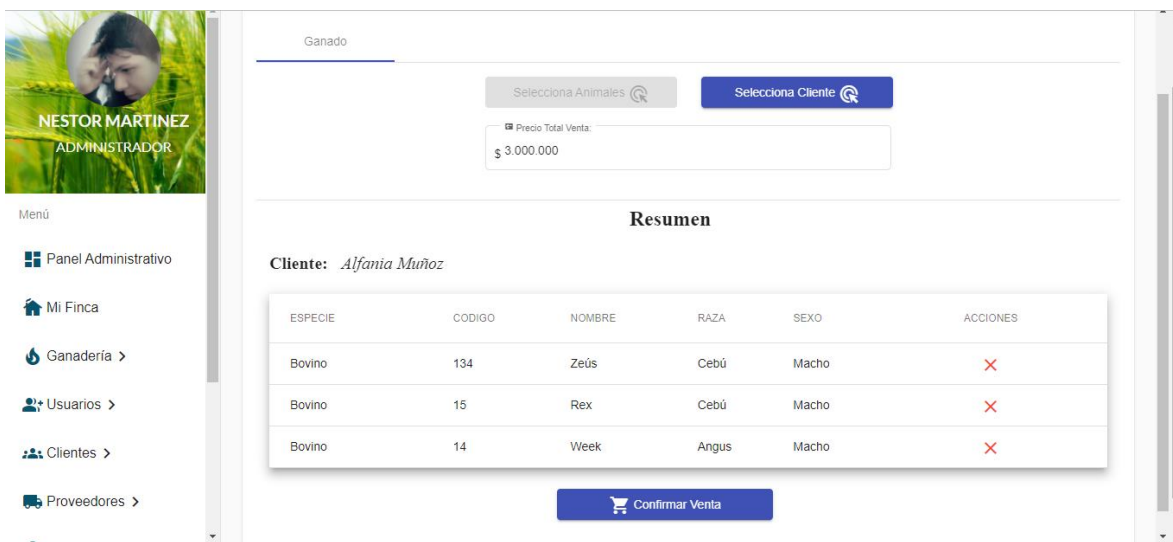 NESTOR MARTINEZ
ADMINISTRADOR
Menú
Panel Administrativo
Mi Finca
Ganadería >
Usuarios >
Clientes >
Proveedores >
Ganado
Selecciona Animales
Selecciona Cliente
Precio Total Venta:
$ 3.000.000
Resumen
Cliente: Alfania Muñoz
ESPECIE CODIGO NOMBRE RAZA SEXO ACCIONES
Bovino 134 Zeús Cebú Macho
Bovino 15 Rex Cebú Macho
Bovino 14 Week Angus Macho
Confirmar Venta